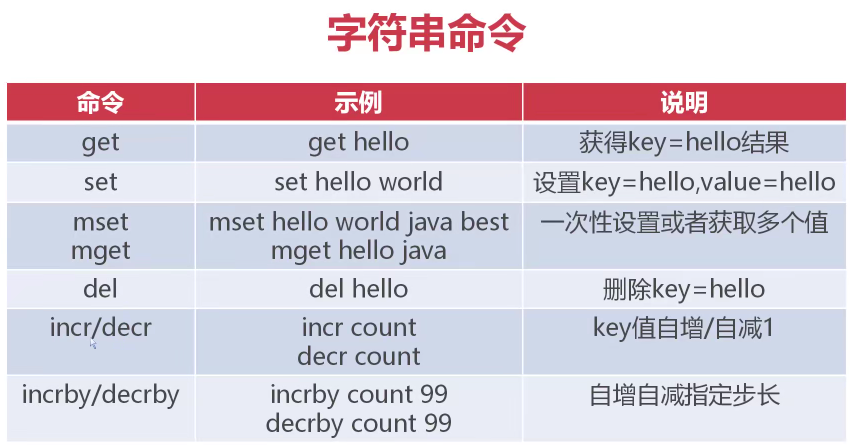 字符串命令
命令 示例 说明
get get hello 获得key=hello结果
set set hello world 设置key=hello,value=hello
mset mset hello world java best 一次性设置或者获取多个值
mget mget hello java
del del hello 删除key=hello
incr/decr incr count key值自增/自减1
decr count
incrby/decrby incrby count 99 自增自减指定步长
decrby count 99